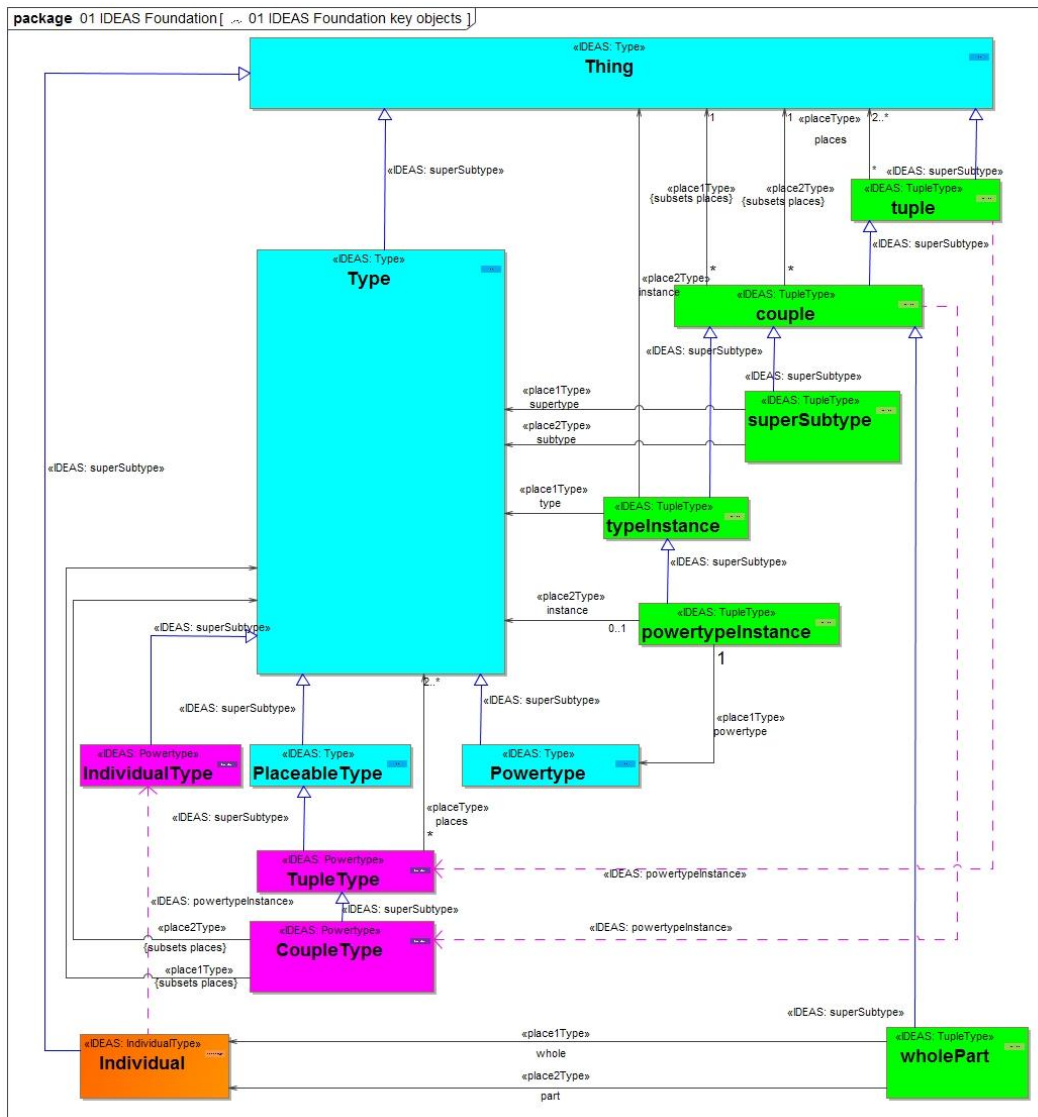 package 01 IDEAS Foundation[ 01 IDEAS Foundation key objects ]
«IDEAS: Type»
Thing
1
1
«placeType»
2..*
places
«IDEAS: superSubtype»
*
«IDEAS: superSubtype»
«place1Type»
{subsets places}
«place2Type»
{subsets places}
«IDEAS: TupleType»
tuple
«IDEAS: superSubtype»
«IDEAS: Type»
Type
«place2Type»
instance
*
*
«IDEAS: TupleType»
couple
«IDEAS: superSubtype»
«IDEAS: superSubtype»
«place1Type»
supertype
«place2Type»
subtype
«IDEAS: TupleType»
superSubtype
«IDEAS: superSubtype»
«place1Type»
type
«IDEAS: TupleType»
typeInstance
«IDEAS: superSubtype»
«place2Type»
instance
0..1
«IDEAS: TupleType»
powertypeInstance
1
«IDEAS: superSubtype»
2..*
«IDEAS: superSubtype»
«IDEAS: superSubtype»
«place1Type»
powertype
«IDEAS: Powertype»
IndividualType
«IDEAS: Type»
PlaceableType
«IDEAS: Type»
Powertype
«IDEAS: superSubtype»
«placeType»
places
*
«IDEAS: Powertype»
TupleType
«IDEAS: powertypeInstance»
«IDEAS: powertypeInstance»
«IDEAS: superSubtype»
«place2Type»
{subsets places}
«IDEAS: Powertype»
CoupleType
«IDEAS: powertypeInstance»
«place1Type»
{subsets places}
«IDEAS: superSubtype»
«IDEAS: IndividualType»
Individual
«place1Type»
whole
«place2Type»
part
«IDEAS: TupleType»
wholePart